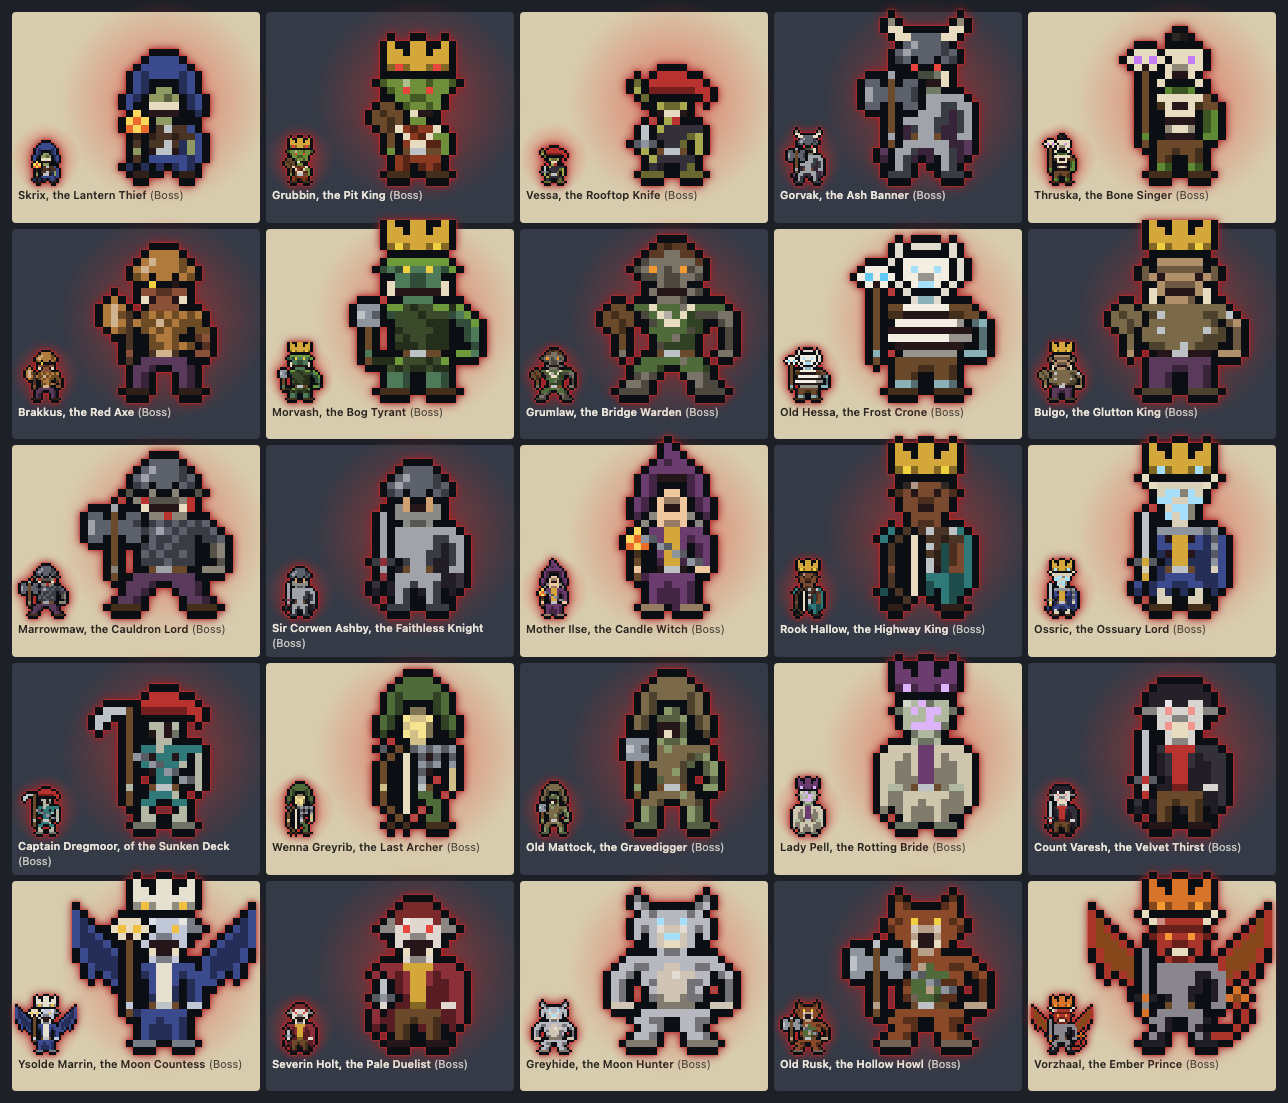 Skrix, the Lantern Thief (Boss)
Grubbin, the Pit King (Boss)
Vessa, the Rooftop Knife (Boss)
Gorvak, the Ash Banner (Boss)
Thruska, the Bone Singer (Boss)
Brakkus, the Red Axe (Boss)
Morvash, the Bog Tyrant (Boss)
Grumlaw, the Bridge Warden (Boss)
Old Hessa, the Frost Crone (Boss)
Bulgo, the Glutton King (Boss)
Marrowmaw, the Cauldron Lord (Boss)
Sir Corwen Ashby, the Faithless Knight
(Boss)
Mother Ilse, the Candle Witch (Boss)
Rook Hallow, the Highway King (Boss)
Ossric, the Ossuary Lord (Boss)
Captain Dregmoor, of the Sunken Deck
(Boss)
Wenna Greyrib, the Last Archer (Boss)
Old Mattock, the Gravedigger (Boss)
Lady Pell, the Rotting Bride (Boss)
Count Varesh, the Velvet Thirst (Boss)
Ysolde Marrin, the Moon Countess (Boss)
Severin Holt, the Pale Duelist (Boss)
Greyhide, the Moon Hunter (Boss)
Old Rusk, the Hollow Howl (Boss)
Vorzhaal, the Ember Prince (Boss)